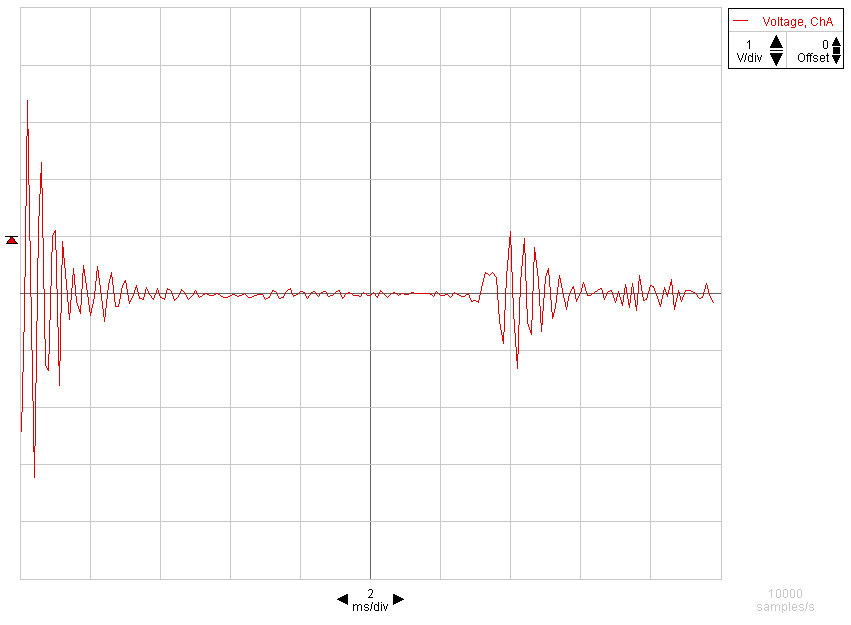 Voltage, ChA
1
V/div
0
Offset
2
ms/div
10000
samples/s